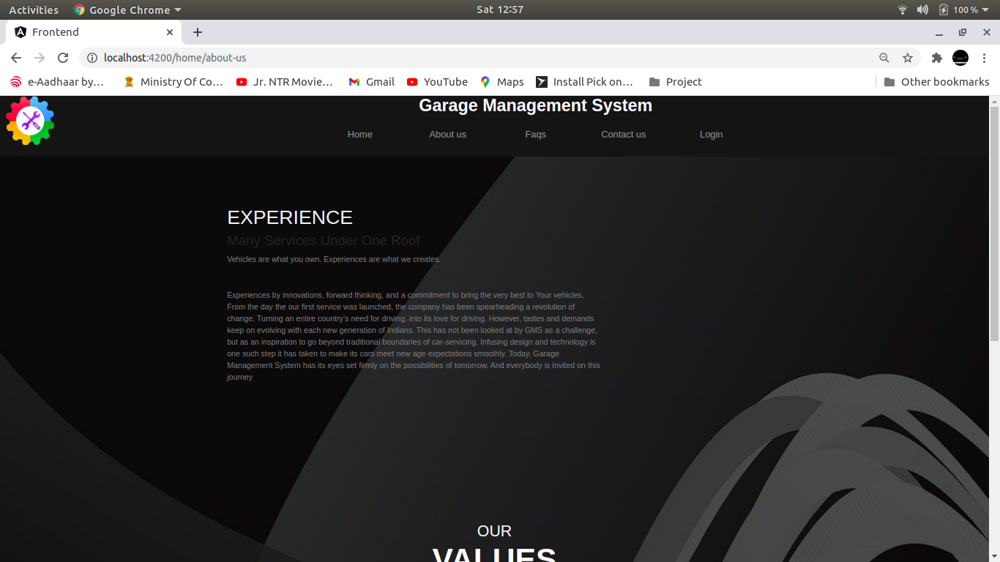 Activities Google Chrome Sat 12:57 100 %
Frontend
localhost:4200/home/about-us
e-Aadhaar by… Ministry Of Co… Jr. NTR Movie… Gmail YouTube Maps Install Pick on… Project Other bookmarks
Garage Management System
Home About us Faqs Contact us Login
EXPERIENCE
Many Services Under One Roof
Vehicles are what you own. Experiences are what we creates.
Experiences by innovations, forward thinking, and a commitment to bring the very best to Your vehicles.
From the day the our first service was launched, the company has been spearheading a revolution of
change. Turning an entire country's need for driving, into its love for driving. However, tastes and demands
keep on evolving with each new generation of Indians. This has not been looked at by GMS as a challenge,
but as an inspiration to go beyond traditional boundaries of car-servicing. Infusing design and technology is
one such step it has taken to make its cars meet new age expectations smoothly. Today, Garage
Management System has its eyes set firmly on the possibilities of tomorrow. And everybody is invited on this
journey
OUR
VALUES